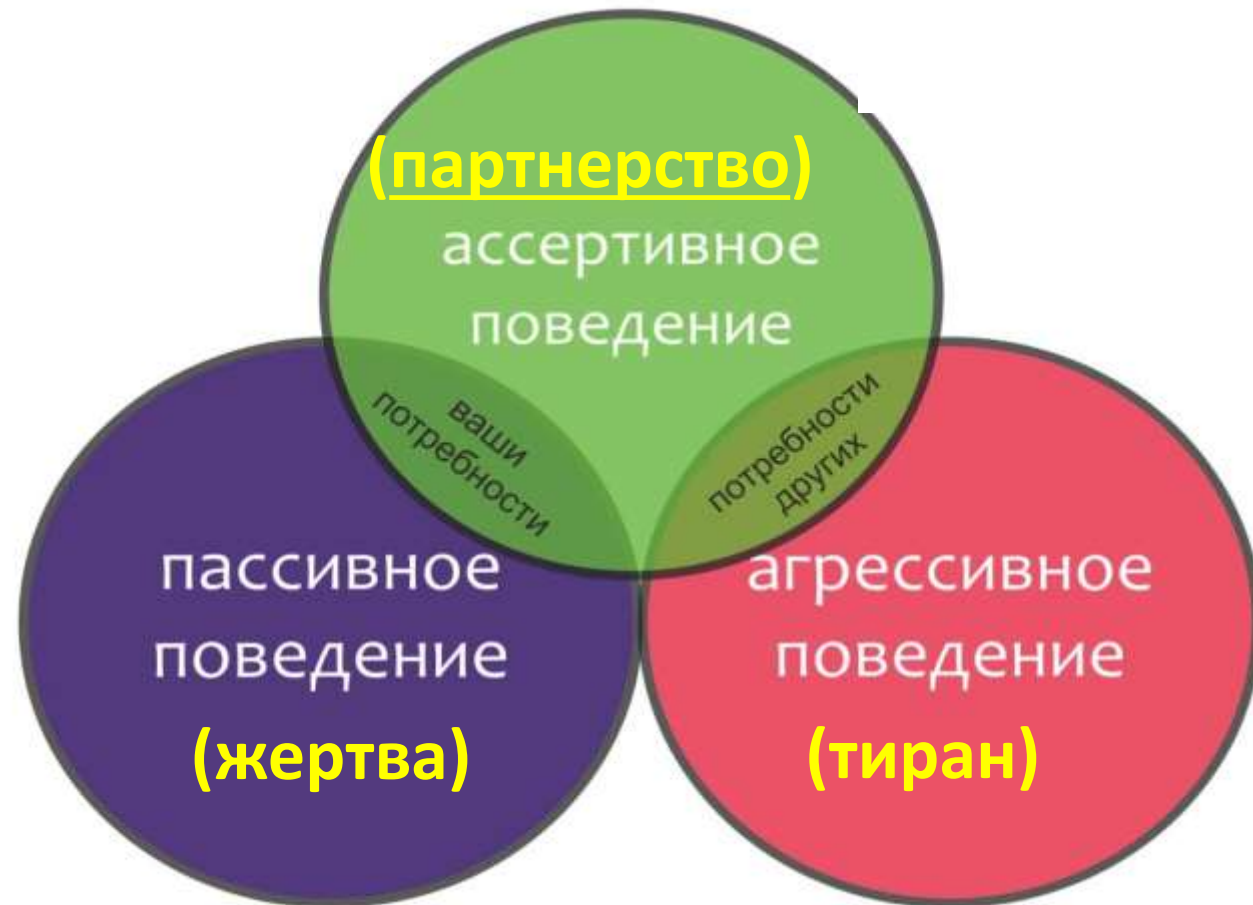 (партнерство)
ассертивное
поведение
ваши
потребности
потребности
других
пассивное
поведение
(жертва)
агрессивное
поведение
(тиран)